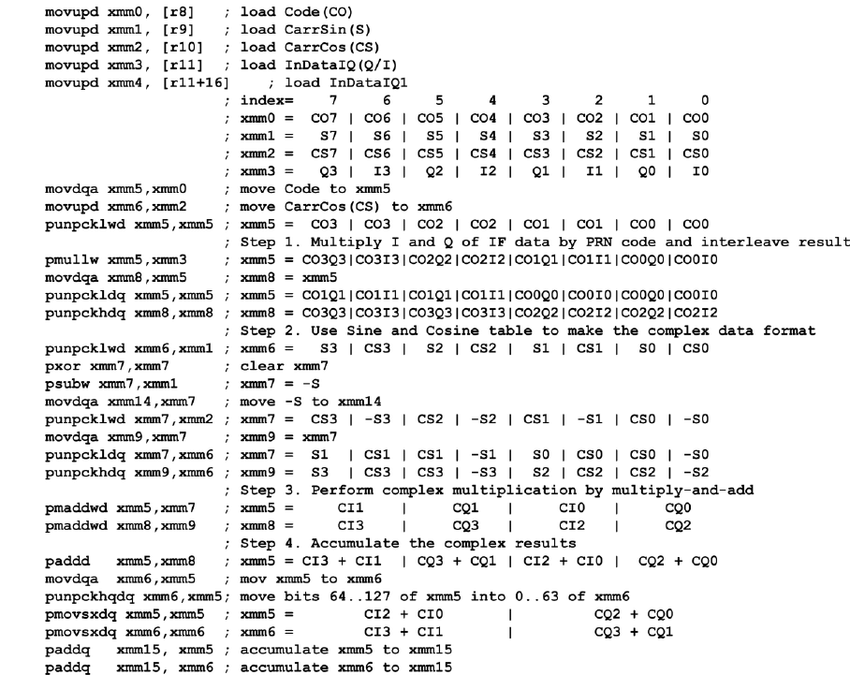 movupd xmm0, [r8] ; load Code(CO)
movupd xmm1, [r9] ; load CarrSin(S)
movupd xmm2, [r10] ; load CarrCos(CS)
movupd xmm3, [r11] ; load InDataIQ(Q/I)
movupd xmm4, [r11+16] ; load InDataIQ1
; index= 7 6 5 4 3 2 1 0
; xmm0 = CO7 | CO6 | CO5 | CO4 | CO3 | CO2 | CO1 | CO0
; xmm1 = S7 | S6 | S5 | S4 | S3 | S2 | S1 | S0
; xmm2 = CS7 | CS6 | CS5 | CS4 | CS3 | CS2 | CS1 | CS0
; xmm3 = Q3 | I3 | Q2 | I2 | Q1 | I1 | Q0 | I0
movdqa xmm5,xmm0 ; move Code to xmm5
movupd xmm6,xmm2 ; move CarrCos(CS) to xmm6
punpcklwd xmm5,xmm5 ; xmm5 = CO3 | CO3 | CO2 | CO2 | CO1 | CO1 | CO0 | CO0
; Step 1. Multiply I and Q of IF data by PRN code and interleave result
pmullw xmm5,xmm3 ; xmm5 = CO3Q3|CO3I3|CO2Q2|CO2I2|CO1Q1|CO1I1|CO0Q0|CO0I0
movdqa xmm8,xmm5 ; xmm8 = xmm5
punpckldq xmm5,xmm5 ; xmm5 = CO1Q1|CO1I1|CO1Q1|CO1I1|CO0Q0|CO0I0|CO0Q0|CO0I0
punpckhdq xmm8,xmm8 ; xmm8 = CO3Q3|CO3I3|CO3Q3|CO3I3|CO2Q2|CO2I2|CO2Q2|CO2I2
; Step 2. Use Sine and Cosine table to make the complex data format
punpcklwd xmm6,xmm1 ; xmm6 = S3 | CS3 | S2 | CS2 | S1 | CS1 | S0 | CS0
pxor xmm7,xmm7 ; clear xmm7
psubw xmm7,xmm1 ; xmm7 = -S
movdqa xmm14,xmm7 ; move -S to xmm14
punpcklwd xmm7,xmm2 ; xmm7 = CS3 | -S3 | CS2 | -S2 | CS1 | -S1 | CS0 | -S0
movdqa xmm9,xmm7 ; xmm9 = xmm7
punpckldq xmm7,xmm6 ; xmm7 = S1 | CS1 | CS1 | -S1 | S0 | CS0 | CS0 | -S0
punpckhdq xmm9,xmm6 ; xmm9 = S3 | CS3 | CS3 | -S3 | S2 | CS2 | CS2 | -S2
; Step 3. Perform complex multiplication by multiply-and-add
pmaddwd xmm5,xmm7 ; xmm5 = CI1 | CQ1 | CI0 | CQ0
pmaddwd xmm8,xmm9 ; xmm8 = CI3 | CQ3 | CI2 | CQ2
; Step 4. Accumulate the complex results
paddd xmm5,xmm8 ; xmm5 = CI3 + CI1 | CQ3 + CQ1 | CI2 + CI0 | CQ2 + CQ0
movdqa xmm6,xmm5 ; mov xmm5 to xmm6
punpckhqdq xmm6,xmm5; move bits 64..127 of xmm5 into 0..63 of xmm6
pmovsxdq xmm5,xmm5 ; xmm5 = CI2 + CI0 | CQ2 + CQ0
pmovsxdq xmm6,xmm6 ; xmm6 = CI3 + CI1 | CQ3 + CQ1
paddq xmm15, xmm5 ; accumulate xmm5 to xmm15
paddq xmm15, xmm6 ; accumulate xmm6 to xmm15